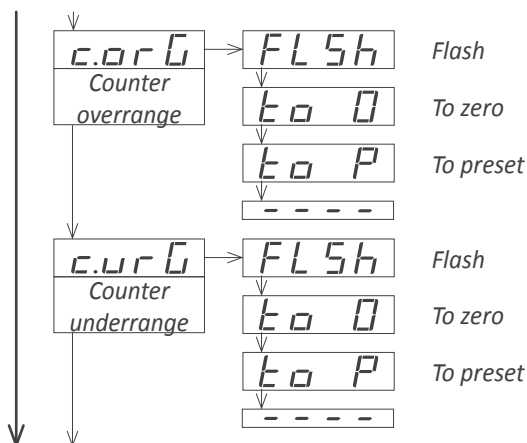 c.orG FLSh Flash
Counter
overrange
to 0 To zero
to P To preset
----
c.urG FLSh Flash
Counter
underrange
to 0 To zero
to P To preset
----